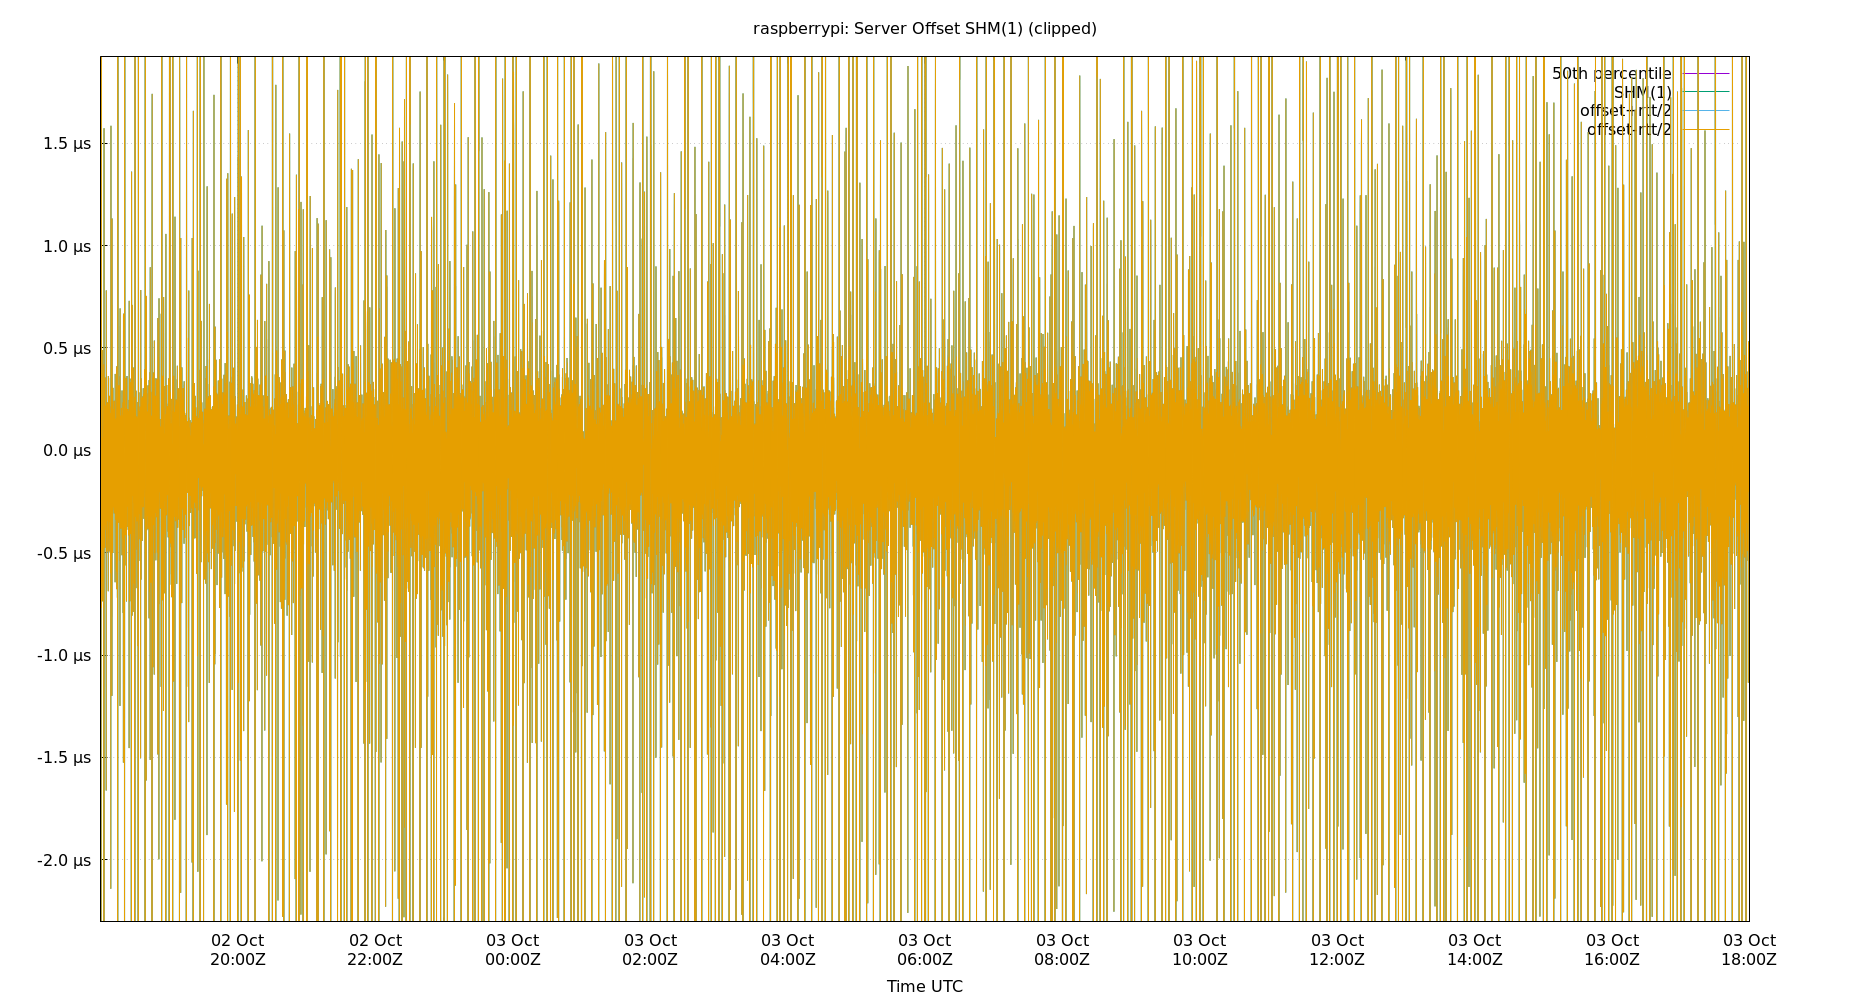 raspberrypi: Server Offset SHM(1) (clipped)
50th percentile
SHM(1)
offset+rtt/2
offset-rtt/2
1.5 µs
1.0 µs
0.5 µs
0.0 µs
-0.5 µs
-1.0 µs
-1.5 µs
-2.0 µs
02 Oct 02 Oct 03 Oct 03 Oct 03 Oct 03 Oct 03 Oct 03 Oct 03 Oct 03 Oct 03 Oct 03 Oct
20:00Z 22:00Z 00:00Z 02:00Z 04:00Z 06:00Z 08:00Z 10:00Z 12:00Z 14:00Z 16:00Z 18:00Z
Time UTC